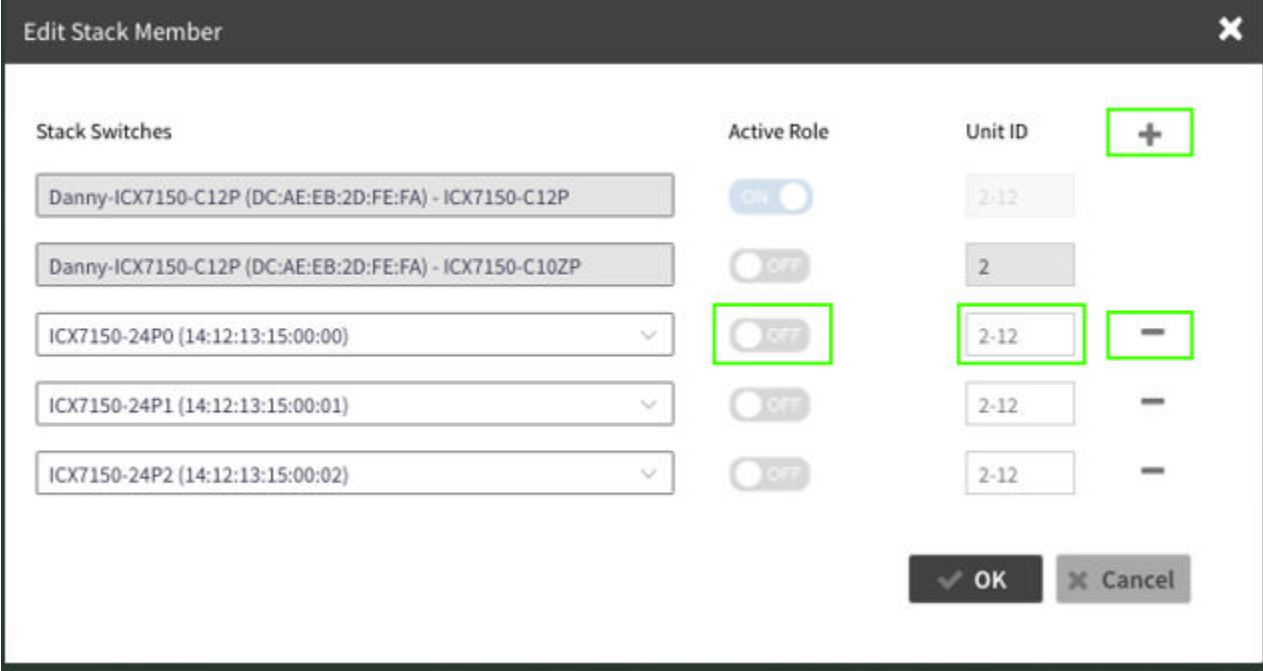 Edit Stack Member
Stack Switches Active Role Unit ID
Danny-ICX7150-C12P (DC:AE:EB:2D:FE:FA) - ICX7150-C12P ON 2-12
Danny-ICX7150-C12P (DC:AE:EB:2D:FE:FA) - ICX7150-C10ZP OFF 2
ICX7150-24P0 (14:12:13:15:00:00) OFF 2-12
ICX7150-24P1 (14:12:13:15:00:01) OFF 2-12
ICX7150-24P2 (14:12:13:15:00:02) OFF 2-12
OK Cancel